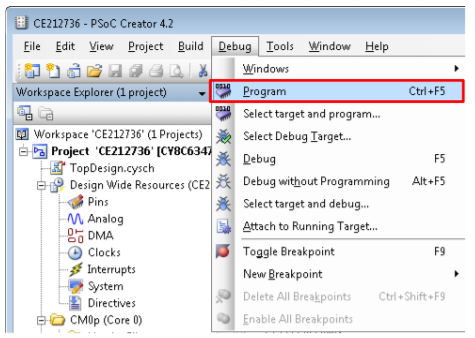 CE212736 - PSoC Creator 4.2
File Edit View Project Build Debug Tools Window Help
Workspace Explorer (1 project)
Workspace 'CE212736' (1 Projects)
Project 'CE212736' [CY8C6347
TopDesign.cysch
Design Wide Resources (CE2
Pins
Analog
DMA
Clocks
Interrupts
System
Directives
CM0p (Core 0)
Windows
Program Ctrl+F5
Select target and program...
Select Debug Target...
Debug F5
Debug without Programming Alt+F5
Select target and debug...
Attach to Running Target...
Toggle Breakpoint F9
New Breakpoint
Delete All Breakpoints Ctrl+Shift+F9
Enable All Breakpoints